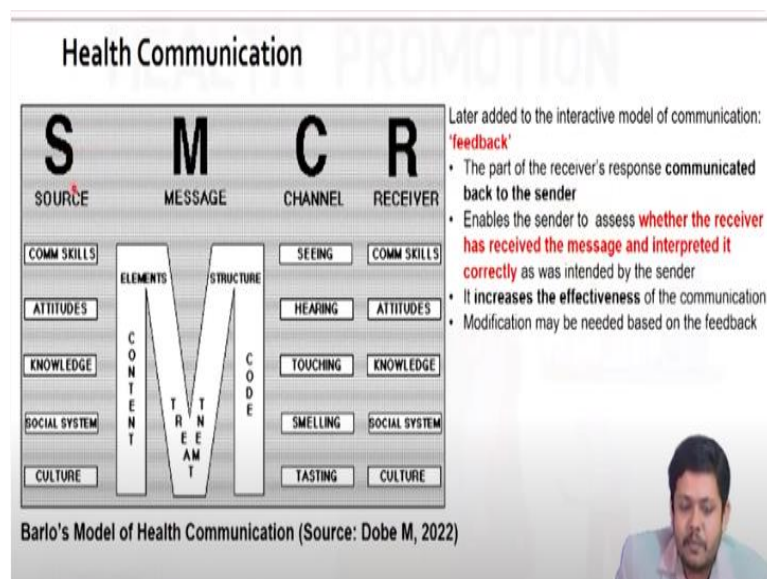 Health Communication
S M C R
SOURCE MESSAGE CHANNEL RECEIVER
COMM SKILLS
ATTITUDES
KNOWLEDGE
SOCIAL SYSTEM
CULTURE
ELEMENTS STRUCTURE
CONTENT
TREATMENT
CODE
SEEING
HEARING
TOUCHING
SMELLING
TASTING
COMM SKILLS
ATTITUDES
KNOWLEDGE
SOCIAL SYSTEM
CULTURE
Barlo's Model of Health Communication (Source: Dobe M, 2022)
Later added to the interactive model of communication:
'feedback'
• The part of the receiver's response communicated
back to the sender
• Enables the sender to assess whether the receiver
has received the message and interpreted it
correctly as was intended by the sender
• It increases the effectiveness of the communication
• Modification may be needed based on the feedback
HEALTH PROMOTION